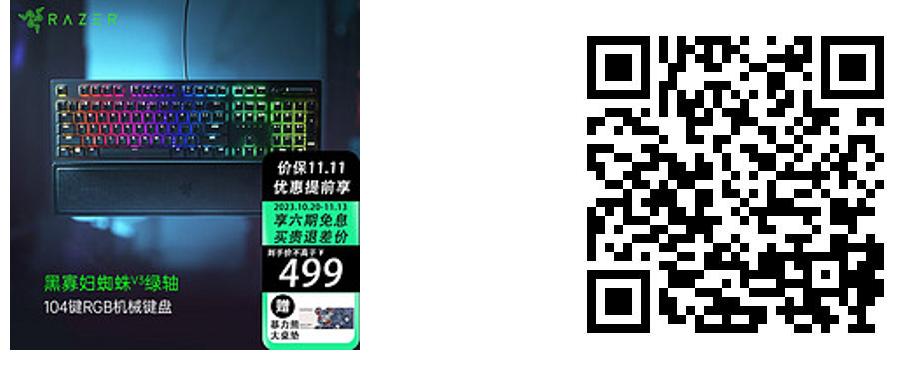 RAZER
价保11.11
优惠提前享
2023.10.20-11.13
享六期免息
买贵退差价
到手价不高于¥
499
黑寡妇蜘蛛V3绿轴
104键RGB机械键盘
赠
暴力熊
大桌垫